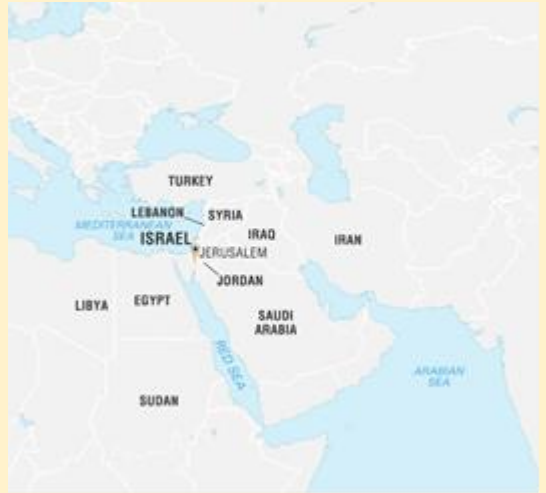 TURKEY
LEBANON
SYRIA
MEDITERRANEAN
SEA
ISRAEL
IRAQ
IRAN
JERUSALEM
JORDAN
LIBYA
EGYPT
SAUDI
ARABIA
RED SEA
ARABIAN
SEA
SUDAN